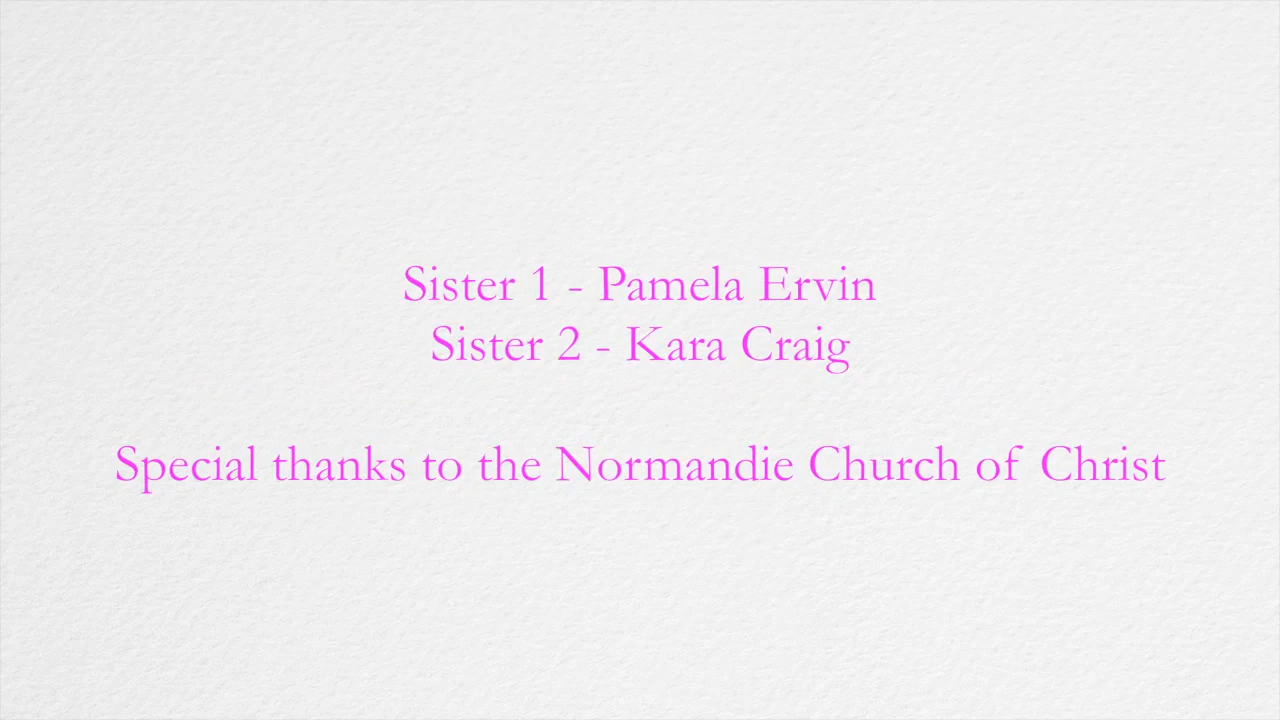 Sister 1 - Pamela Ervin
Sister 2 - Kara Craig
Special thanks to the Normandie Church of Christ